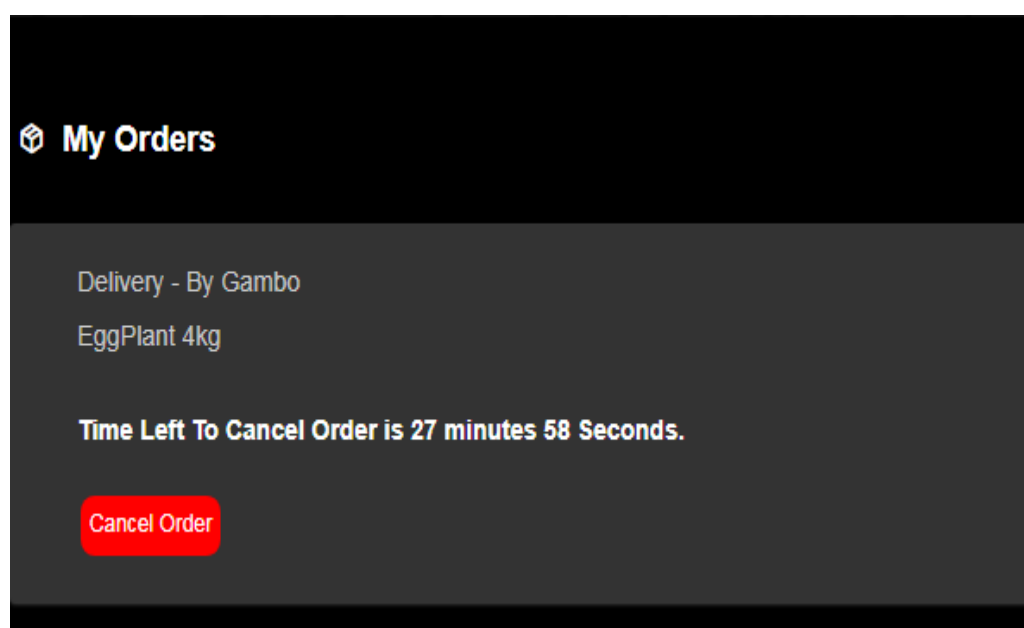 My Orders
Delivery - By Gambo
EggPlant 4kg
Time Left To Cancel Order is 27 minutes 58 Seconds.
Cancel Order